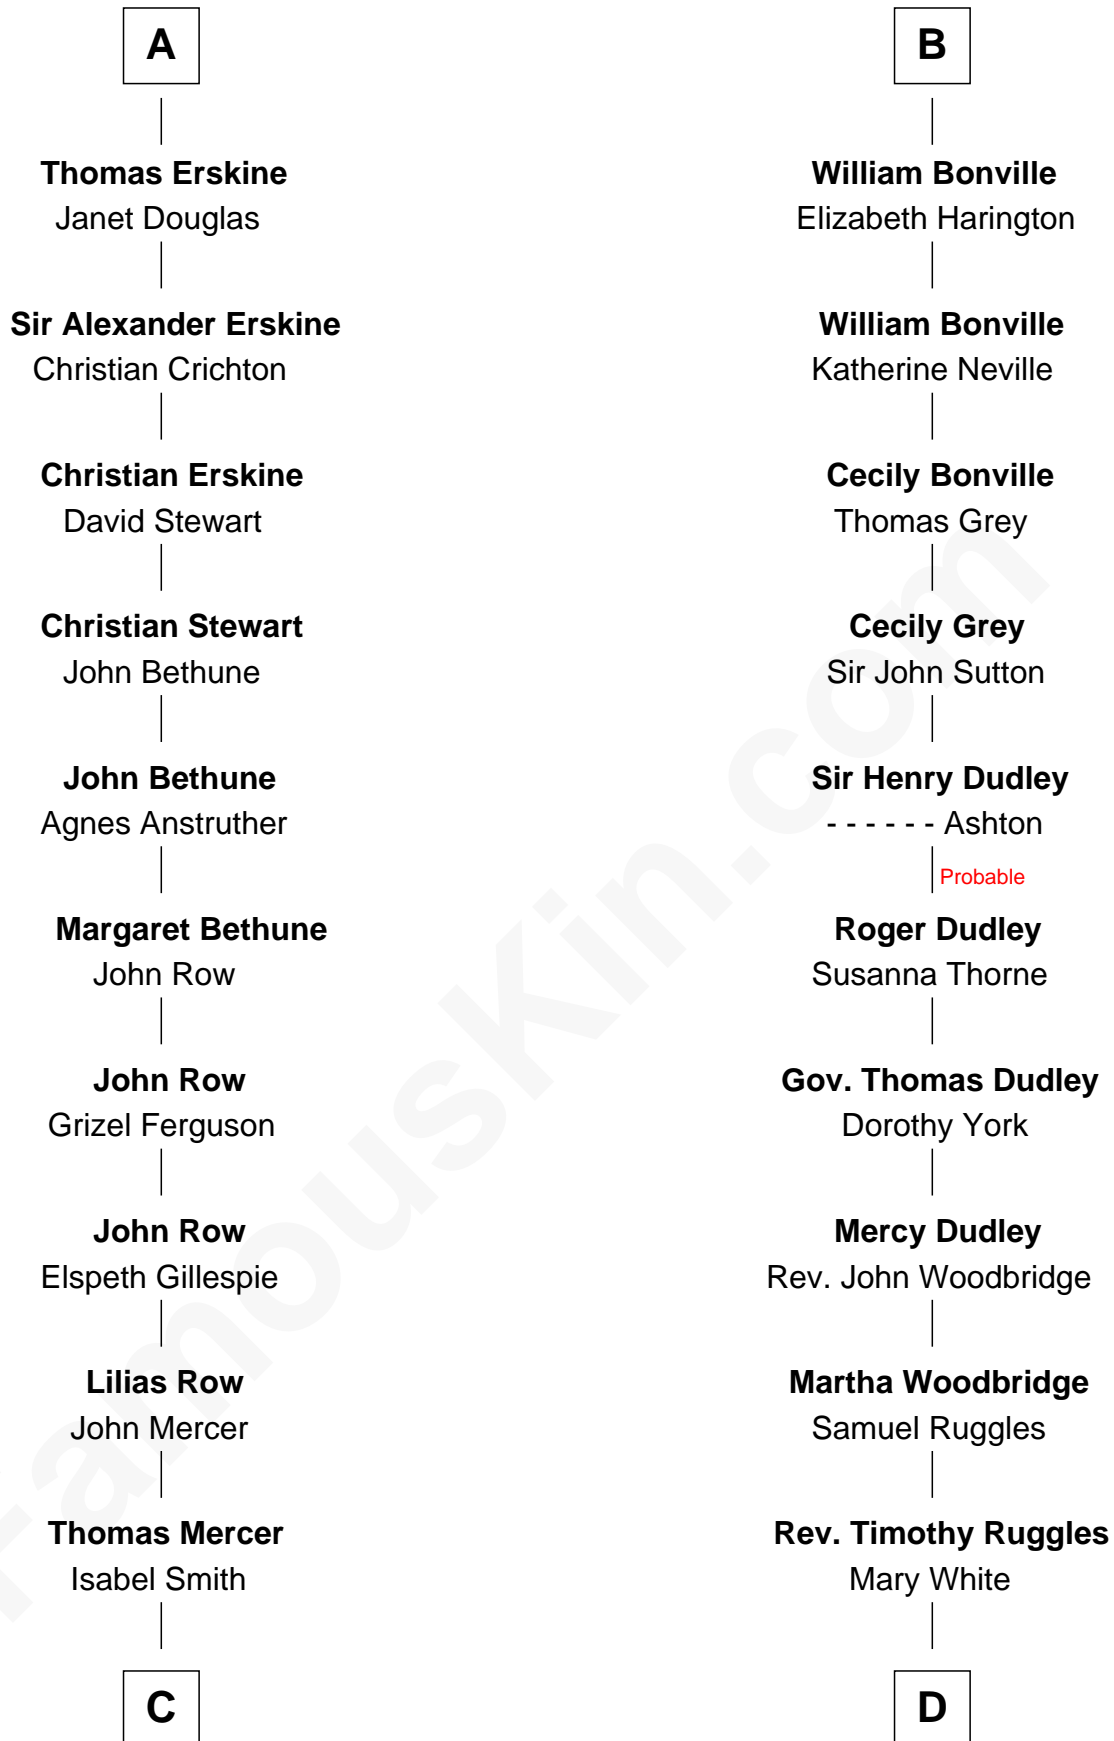 A
Thomas Erskine
Janet Douglas
Sir Alexander Erskine
Christian Crichton
Christian Erskine
David Stewart
Christian Stewart
John Bethune
John Bethune
Agnes Anstruther
Margaret Bethune
John Row
John Row
Grizel Ferguson
John Row
Elspeth Gillespie
Lilias Row
John Mercer
Thomas Mercer
Isabel Smith
C
B
William Bonville
Elizabeth Harington
William Bonville
Katherine Neville
Cecily Bonville
Thomas Grey
Cecily Grey
Sir John Sutton
Sir Henry Dudley
- - - - - - Ashton
Probable
Roger Dudley
Susanna Thorne
Gov. Thomas Dudley
Dorothy York
Mercy Dudley
Rev. John Woodbridge
Martha Woodbridge
Samuel Ruggles
Rev. Timothy Ruggles
Mary White
D
FamousKin.com